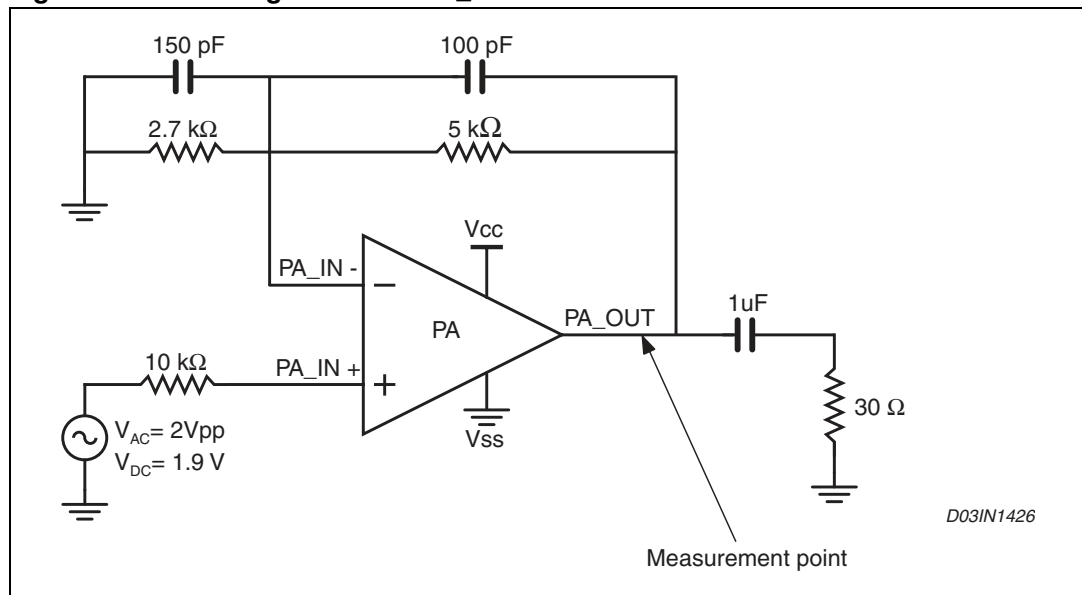 150 pF
100 pF
2.7 kΩ
5 kΩ
Vcc
PA_IN -
−
PA
PA_OUT
1uF
10 kΩ
PA_IN +
+
30 Ω
V_AC= 2Vpp
V_DC= 1.9 V
Vss
D03IN1426
Measurement point